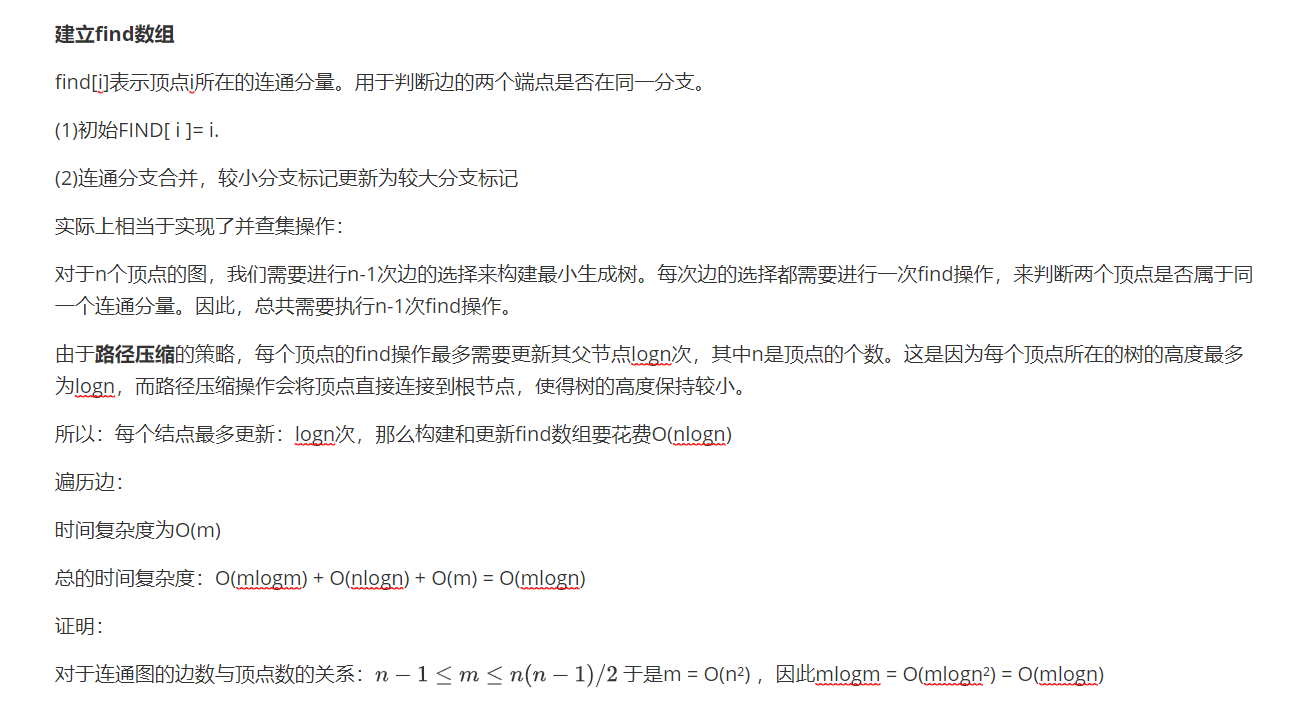 建立find数组
find[i]表示顶点i所在的连通分量。用于判断边的两个端点是否在同一分支。
(1)初始FIND[ i ]= i.
(2)连通分支合并，较小分支标记更新为较大分支标记
实际上相当于实现了并查集操作：
对于n个顶点的图，我们需要进行n-1次边的选择来构建最小生成树。每次边的选择都需要进行一次find操作，来判断两个顶点是否属于同
一个连通分量。因此，总共需要执行n-1次find操作。
由于路径压缩的策略，每个顶点的find操作最多需要更新其父节点logn次，其中n是顶点的个数。这是因为每个顶点所在的树的高度最多
为logn，而路径压缩操作会将顶点直接连接到根节点，使得树的高度保持较小。
所以：每个结点最多更新：logn次，那么构建和更新find数组要花费O(nlogn)
遍历边：
时间复杂度为O(m)
总的时间复杂度：O(mlogm) + O(nlogn) + O(m) = O(mlogn)
证明：
对于连通图的边数与顶点数的关系：n − 1 ≤ m ≤ n(n − 1)/2 于是m = O(n²) ，因此mlogm = O(mlogn²) = O(mlogn)